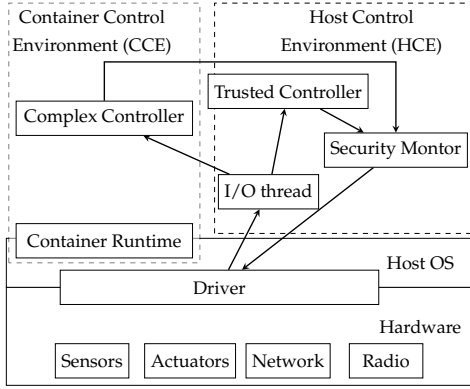 Container Control
Environment (CCE)
Host Control
Environment (HCE)
Trusted Controller
Complex Controller
Security Montor
I/O thread
Container Runtime
Host OS
Driver
Hardware
Sensors
Actuators
Network
Radio